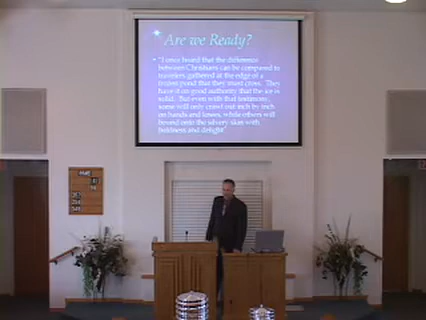 Are we Ready?
"I once heard that the difference
between Christians can be compared to
travelers gathered at the edge of a
frozen pond that they must cross. They
have it on good authority that the ice is
solid. But even with that testimony,
some will only crawl out inch by inch
on hands and knees, while others will
bound onto the silvery skin with
boldness and delight"